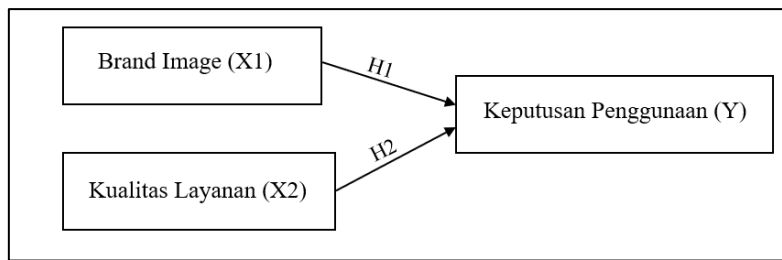 Brand Image (X1)
H1
Keputusan Penggunaan (Y)
H2
Kualitas Layanan (X2)